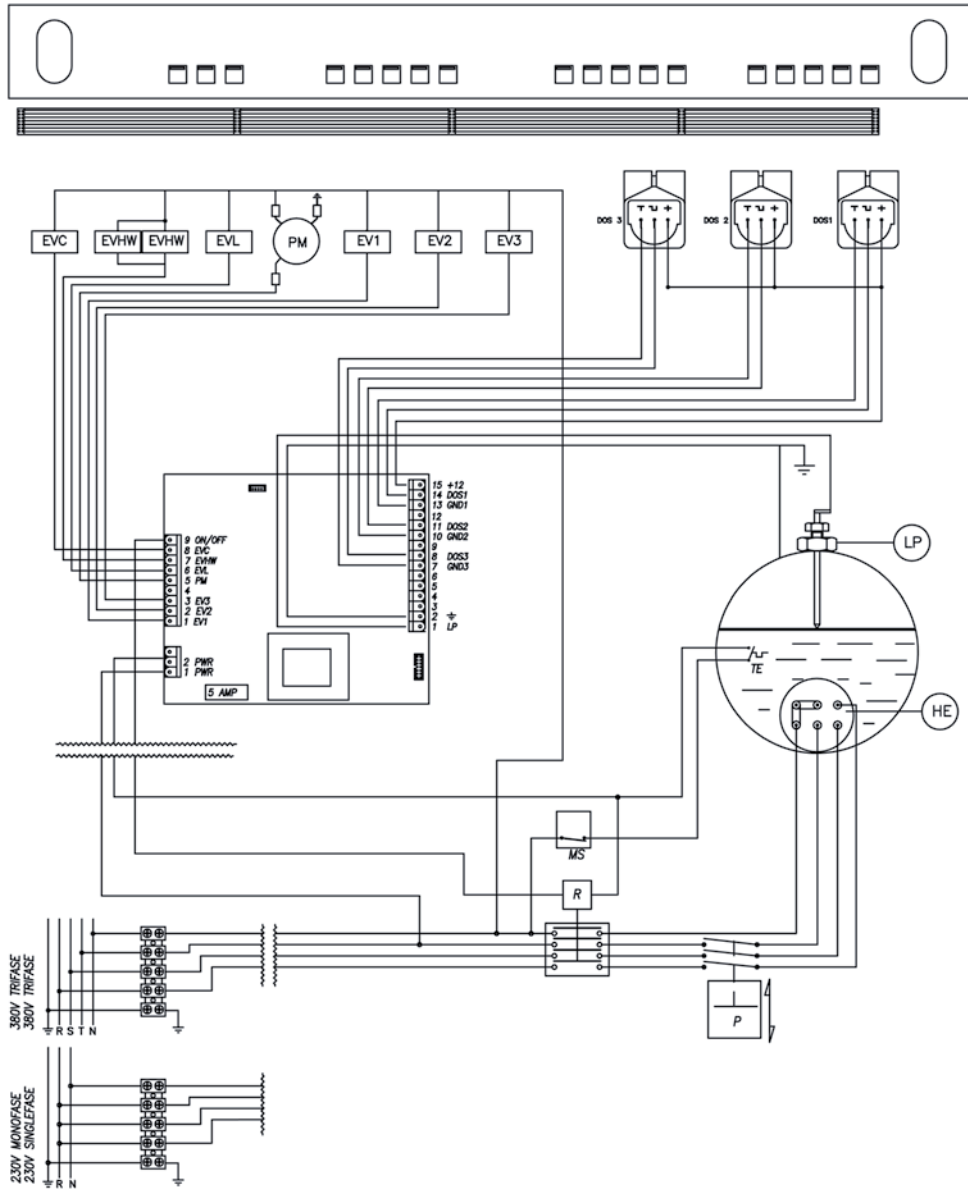 DOS 3
DOS 2
DOS1
EVC
EVHW
EVHW
EVL
PM
EV1
EV2
EV3
15 +12
14 DOS1
13 GND1
12
11 DOS2
10 GND2
9
8 DOS3
7 GND3
6
5
4
3
2
1 LP
9 ON/OFF
8 EVC
7 EVHW
6 EVL
5 PM
4
3 EV3
2 EV2
1 EV1
2 PWR
1 PWR
5 AMP
LP
TE
HE
MS
R
P
380V TRIFASE
380V TRIFASE
R S T N
230V MONOFASE
230V SINGLEFASE
R N